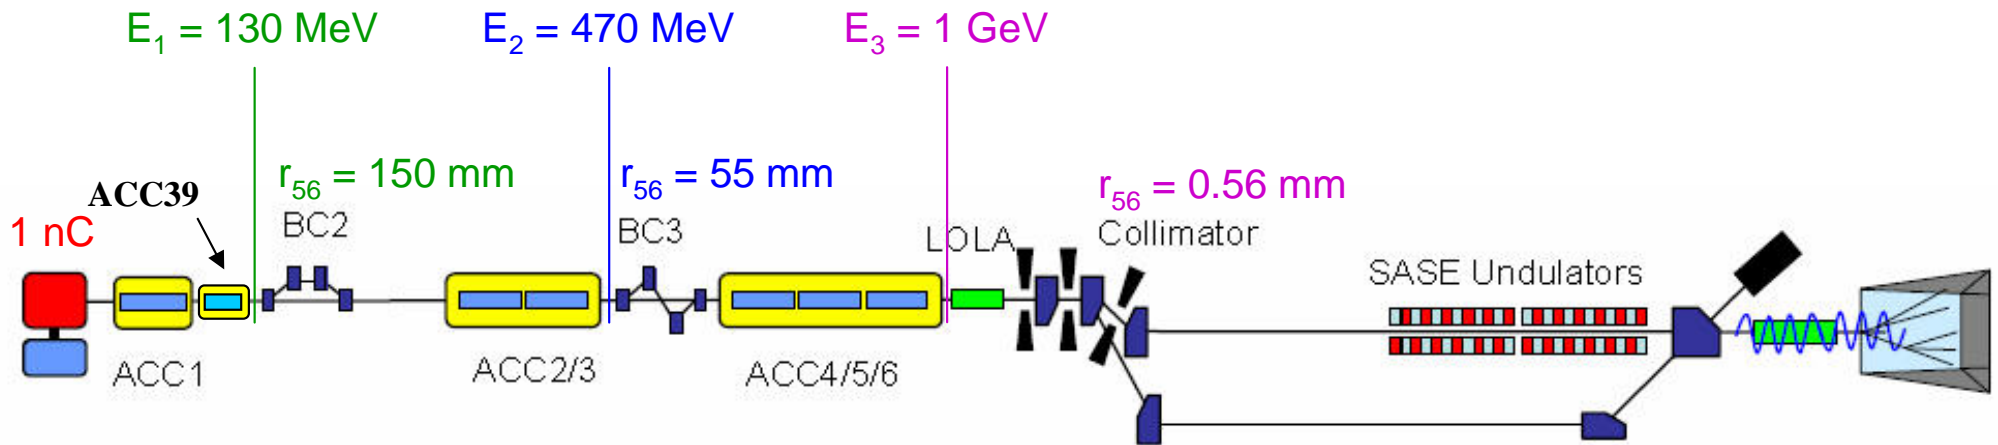 E₁ = 130 MeV
E₂ = 470 MeV
E₃ = 1 GeV
r₅₆ = 150 mm
r₅₆ = 55 mm
r₅₆ = 0.56 mm
ACC39
1 nC
BC2
BC3
LOLA
Collimator
SASE Undulators
ACC1
ACC2/3
ACC4/5/6